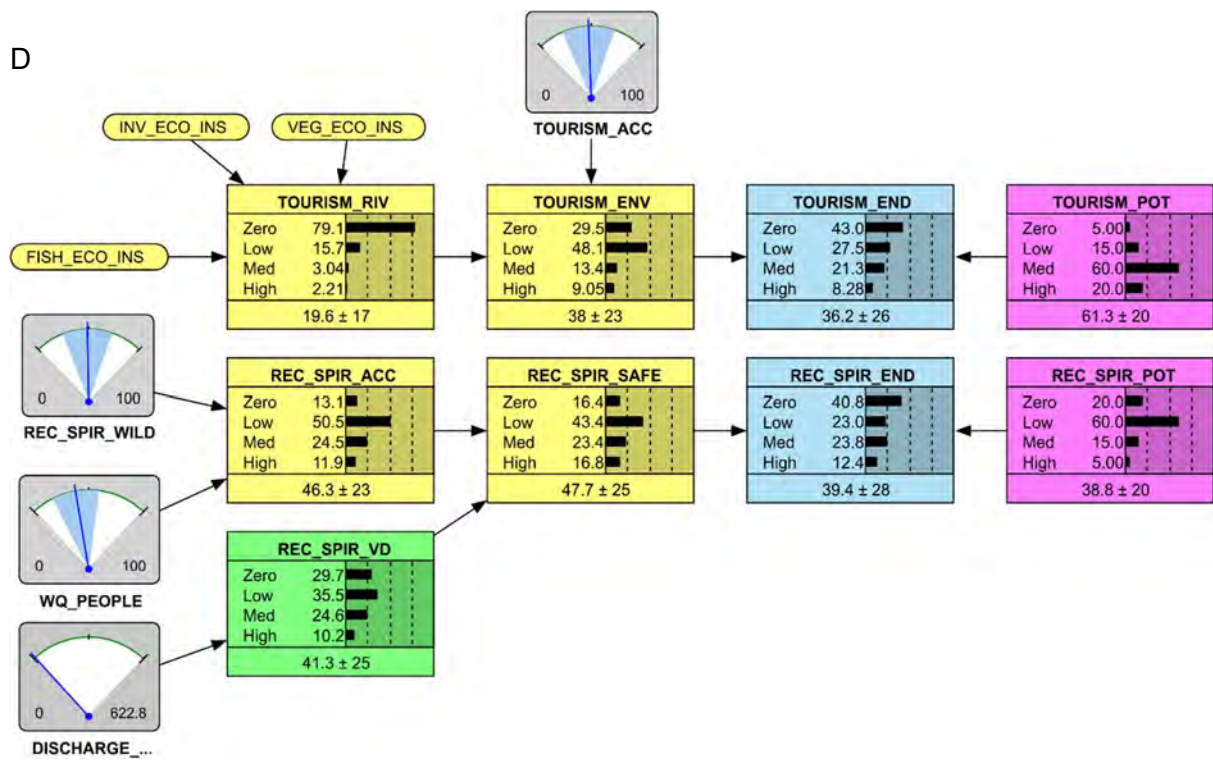 D
0 100
TOURISM_ACC
INV_ECO_INS
VEG_ECO_INS
FISH_ECO_INS
TOURISM_RIV
Zero 79.1
Low 15.7
Med 3.04
High 2.21
19.6 ± 17
TOURISM_ENV
Zero 29.5
Low 48.1
Med 13.4
High 9.05
38 ± 23
TOURISM_END
Zero 43.0
Low 27.5
Med 21.3
High 8.28
36.2 ± 26
TOURISM_POT
Zero 5.00
Low 15.0
Med 60.0
High 20.0
61.3 ± 20
0 100
REC_SPIR_WILD
REC_SPIR_ACC
Zero 13.1
Low 50.5
Med 24.5
High 11.9
46.3 ± 23
REC_SPIR_SAFE
Zero 16.4
Low 43.4
Med 23.4
High 16.8
47.7 ± 25
REC_SPIR_END
Zero 40.8
Low 23.0
Med 23.8
High 12.4
39.4 ± 28
REC_SPIR_POT
Zero 20.0
Low 60.0
Med 15.0
High 5.00
38.8 ± 20
0 100
WQ_PEOPLE
REC_SPIR_VD
Zero 29.7
Low 35.5
Med 24.6
High 10.2
41.3 ± 25
0 622.8
DISCHARGE_...